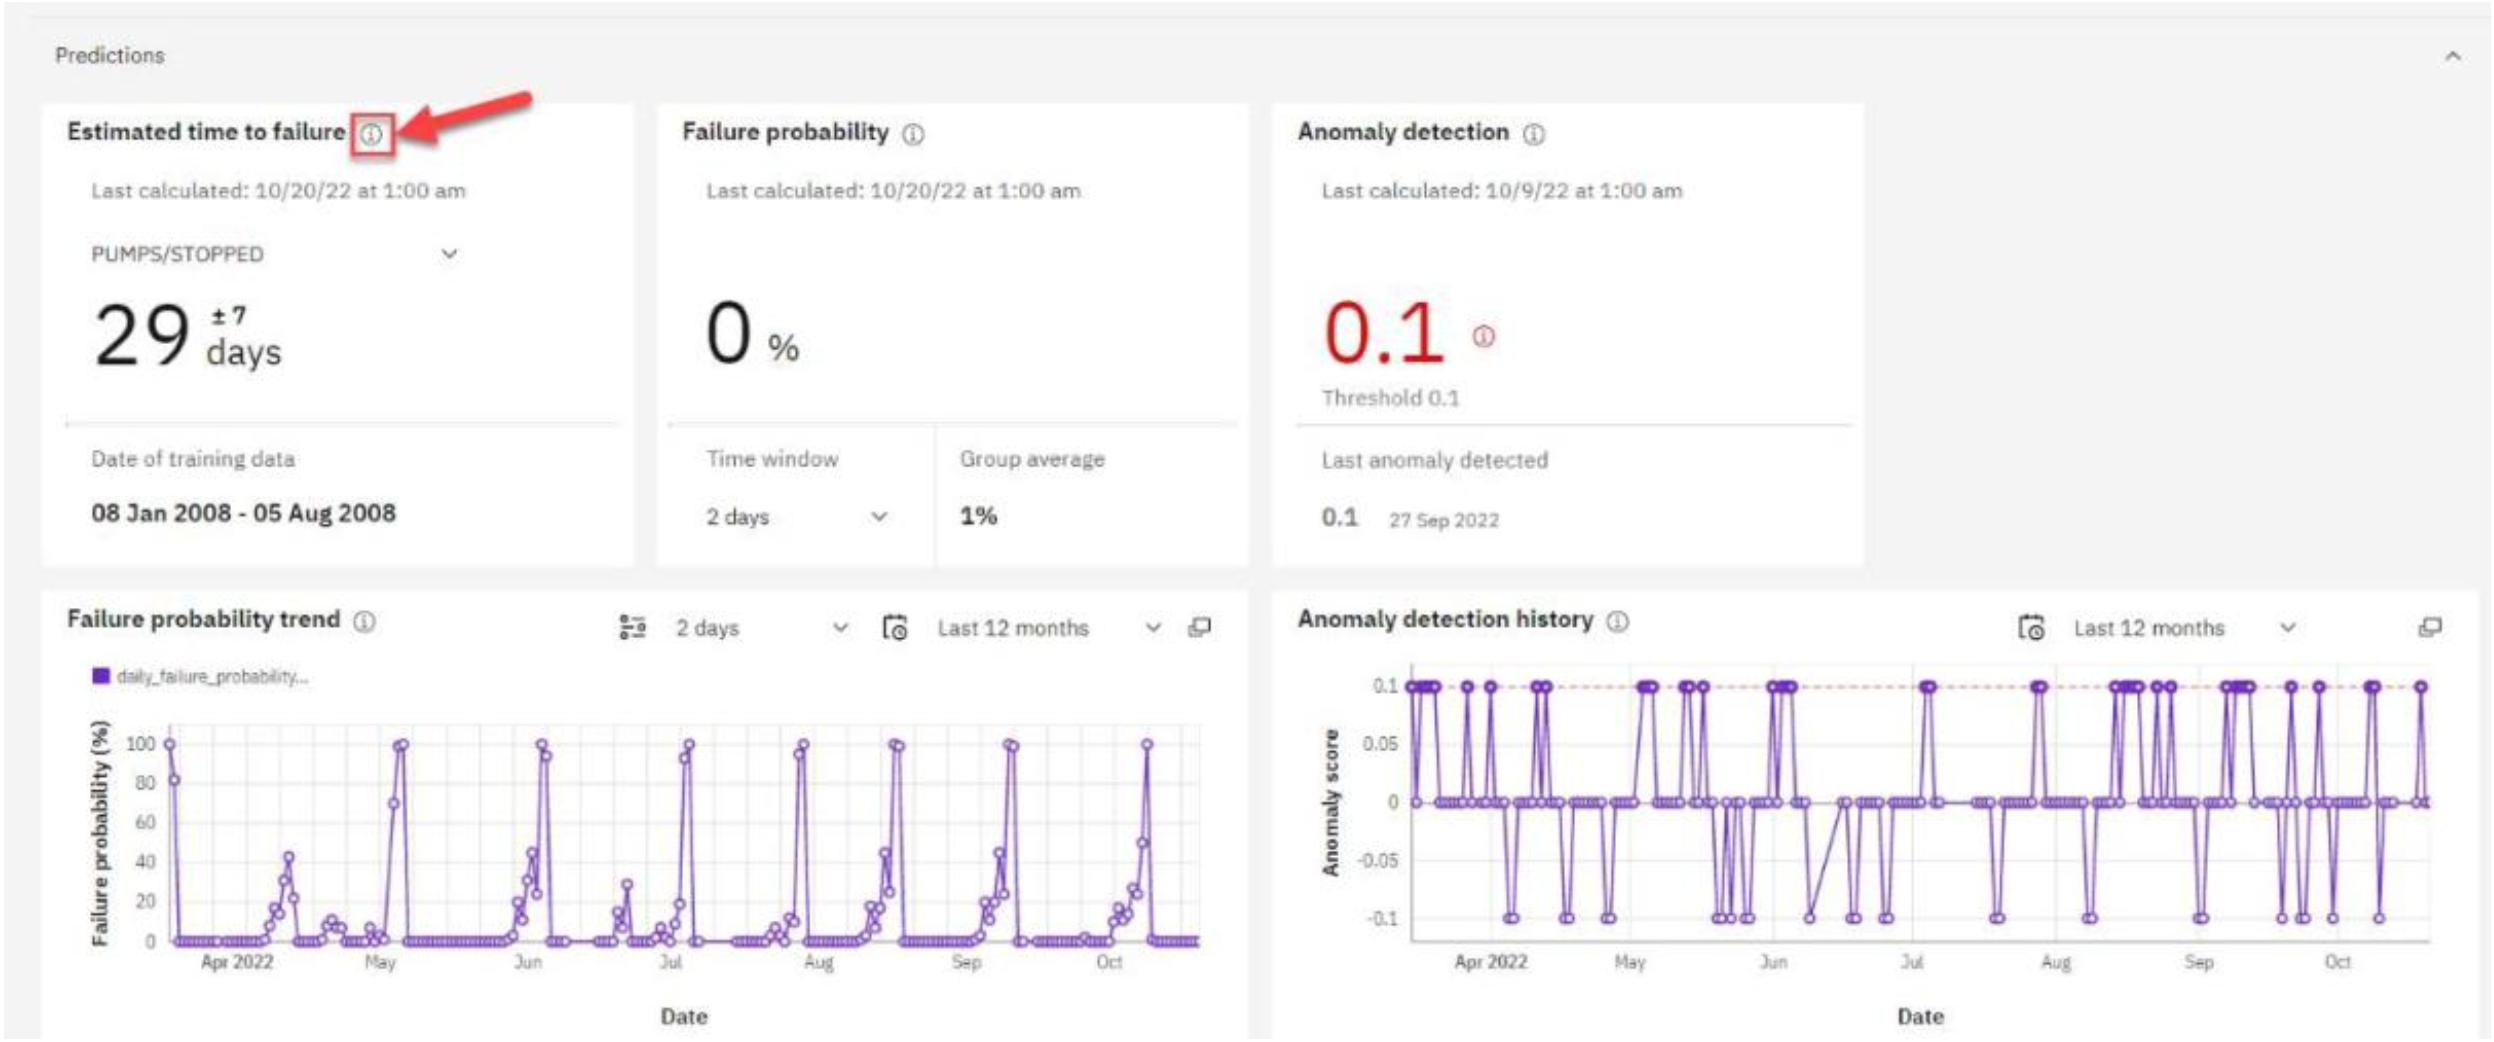 Predictions
Estimated time to failure
Last calculated: 10/20/22 at 1:00 am
PUMPS/STOPPED
29 ± 7 days
Date of training data
08 Jan 2008 - 05 Aug 2008
Failure probability
Last calculated: 10/20/22 at 1:00 am
0 %
Time window
2 days
Group average
1%
Anomaly detection
Last calculated: 10/9/22 at 1:00 am
0.1
Threshold 0.1
Last anomaly detected
0.1 27 Sep 2022
Failure probability trend
2 days
Last 12 months
daily_failure_probability...
Failure probability (%)
100
80
60
40
20
0
Apr 2022 May Jun Jul Aug Sep Oct
Date
Anomaly detection history
Last 12 months
Anomaly score
0.1
0.05
0
-0.05
-0.1
Apr 2022 May Jun Jul Aug Sep Oct
Date